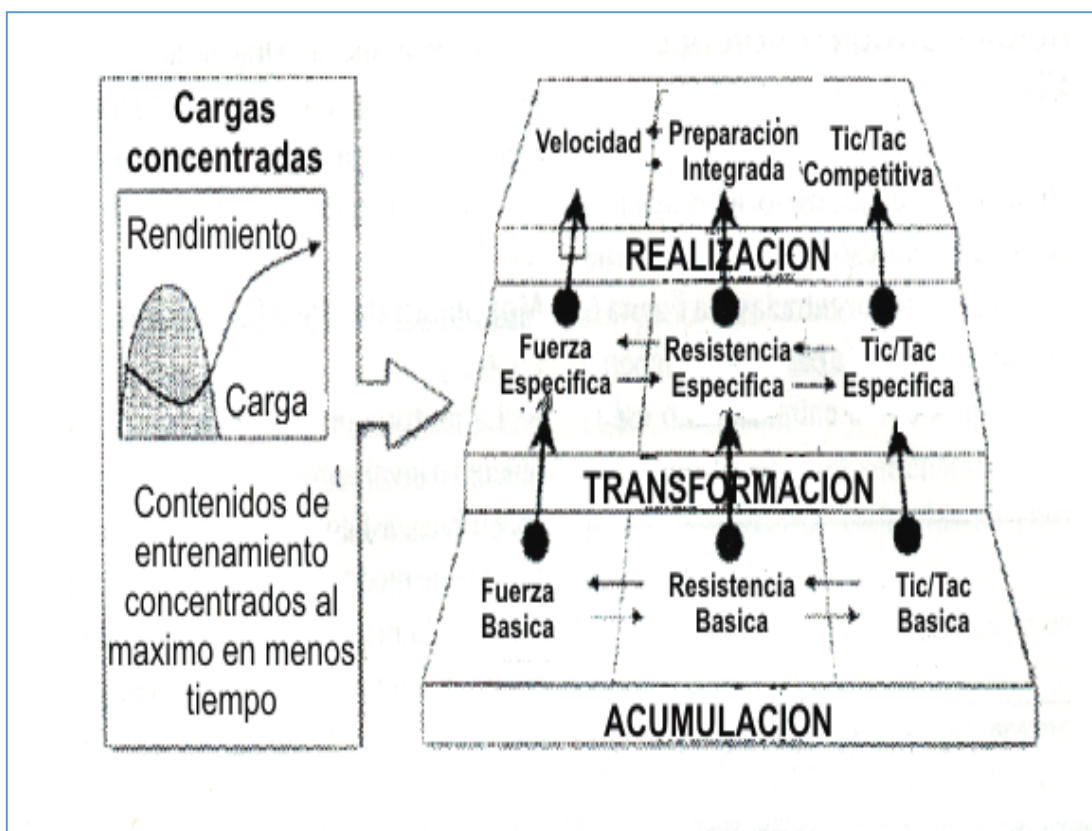 Cargas
concentradas
Rendimiento
Carga
Contenidos de
entrenamiento
concentrados al
maximo en menos
tiempo
Velocidad
Preparación
Integrada
Tic/Tac
Competitiva
REALIZACION
Fuerza
Especifica
Resistencia
Especifica
Tic/Tac
Especifica
TRANSFORMACION
Fuerza
Basica
Resistencia
Basica
Tic/Tac
Basica
ACUMULACION